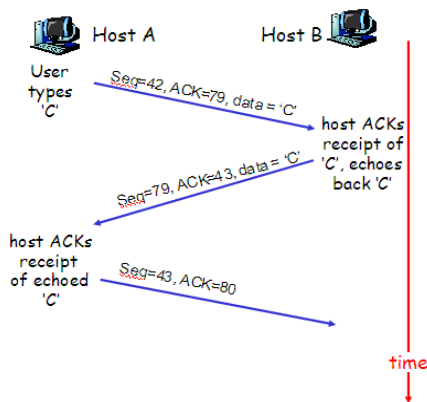 Host A
Host B
User
types
'C'
Seq=42, ACK=79, data = 'C'
host ACKs
receipt of
'C', echoes
back 'C'
Seq=79, ACK=43, data = 'C'
host ACKs
receipt
of echoed
'C'
Seq=43, ACK=80
time